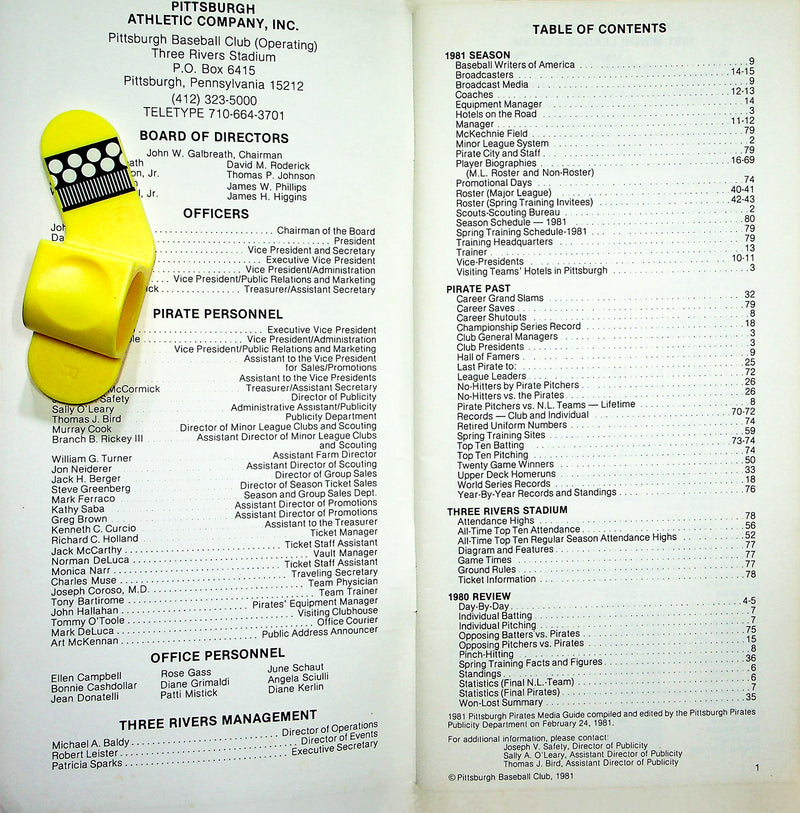 PITTSBURGH
ATHLETIC COMPANY, INC.
Pittsburgh Baseball Club (Operating)
Three Rivers Stadium
P.O. Box 6415
Pittsburgh, Pennsylvania 15212
(412) 323-5000
TELETYPE 710-664-3701
BOARD OF DIRECTORS
John W. Galbreath, Chairman
David M. Roderick
Jr. Thomas P. Johnson
James W. Phillips
Jr. James H. Higgins
OFFICERS
Chairman of the Board
President
Vice President and Secretary
Executive Vice President
Vice President/Administration
Vice President/Public Relations and Marketing
Treasurer/Assistant Secretary
PIRATE PERSONNEL
Executive Vice President
Vice President/Administration
Vice President/Public Relations and Marketing
Assistant to the Vice President
for Sales/Promotions
Assistant to the Vice Presidents
McCormick Treasurer/Assistant Secretary
Safety Director of Publicity
Sally O'Leary Administrative Assistant/Publicity
Thomas J. Bird Publicity Department
Murray Cook Director of Minor League Clubs and Scouting
Branch B. Rickey III Assistant Director of Minor League Clubs
and Scouting
William G. Turner Assistant Farm Director
Jon Neiderer Assistant Director of Scouting
Jack H. Berger Director of Group Sales
Steve Greenberg Director of Season Ticket Sales
Mark Ferraco Season and Group Sales Dept.
Kathy Saba Assistant Director of Promotions
Greg Brown Assistant Director of Promotions
Kenneth C. Curcio Assistant to the Treasurer
Richard C. Holland Ticket Manager
Jack McCarthy Ticket Staff Assistant
Norman DeLuca Vault Manager
Monica Narr Ticket Staff Assistant
Charles Muse Traveling Secretary
Joseph Coroso, M.D. Team Physician
Tony Bartirome Team Trainer
John Hallahan Pirates' Equipment Manager
Tommy O'Toole Visiting Clubhouse
Mark DeLuca Office Courier
Art McKennan Public Address Announcer
OFFICE PERSONNEL
Ellen Campbell Rose Gass June Schaut
Bonnie Cashdollar Diane Grimaldi Angela Sciulli
Jean Donatelli Patti Mistick Diane Kerlin
THREE RIVERS MANAGEMENT
Michael A. Baldy Director of Operations
Robert Leister Director of Events
Patricia Sparks Executive Secretary
TABLE OF CONTENTS
1981 SEASON
Baseball Writers of America 9
Broadcasters 14-15
Broadcast Media 9
Coaches 12-13
Equipment Manager 14
Hotels on the Road 3
Manager 11-12
McKechnie Field 79
Minor League System 2
Pirate City and Staff 79
Player Biographies 16-69
(M.L. Roster and Non-Roster)
Promotional Days 74
Roster (Major League) 40-41
Roster (Spring Training Invitees) 42-43
Scouts-Scouting Bureau 2
Season Schedule — 1981 80
Spring Training Schedule-1981 79
Training Headquarters 79
Trainer 13
Vice-Presidents 10-11
Visiting Teams' Hotels in Pittsburgh 3
PIRATE PAST
Career Grand Slams 32
Career Saves 79
Career Shutouts 8
Championship Series Record 18
Club General Managers 3
Club Presidents 3
Hall of Famers 9
Last Pirate to: 25
League Leaders 72
No-Hitters by Pirate Pitchers 26
No-Hitters vs. the Pirates 26
Pirate Pitchers vs. N.L. Teams — Lifetime 8
Records — Club and Individual 70-72
Retired Uniform Numbers 74
Spring Training Sites 59
Top Ten Batting 73-74
Top Ten Pitching 74
Twenty Game Winners 50
Upper Deck Homeruns 33
World Series Records 18
Year-By-Year Records and Standings 76
THREE RIVERS STADIUM
Attendance Highs 78
All-Time Top Ten Attendance 56
All-Time Top Ten Regular Season Attendance Highs 52
Diagram and Features 77
Game Times 77
Ground Rules 77
Ticket Information 78
1980 REVIEW
Day-By-Day 4-5
Individual Batting 7
Individual Pitching 7
Opposing Batters vs. Pirates 75
Opposing Pitchers vs. Pirates 15
Pinch-Hitting 8
Spring Training Facts and Figures 36
Standings 6
Statistics (Final N.L.-Team) 6
Statistics (Final Pirates) 7
Won-Lost Summary 35
1981 Pittsburgh Pirates Media Guide compiled and edited by the Pittsburgh Pirates
Publicity Department on February 24, 1981.
For additional information, please contact:
Joseph V. Safety, Director of Publicity
Sally A. O'Leary, Assistant Director of Publicity
Thomas J. Bird, Assistant Director of Publicity
© Pittsburgh Baseball Club, 1981
1